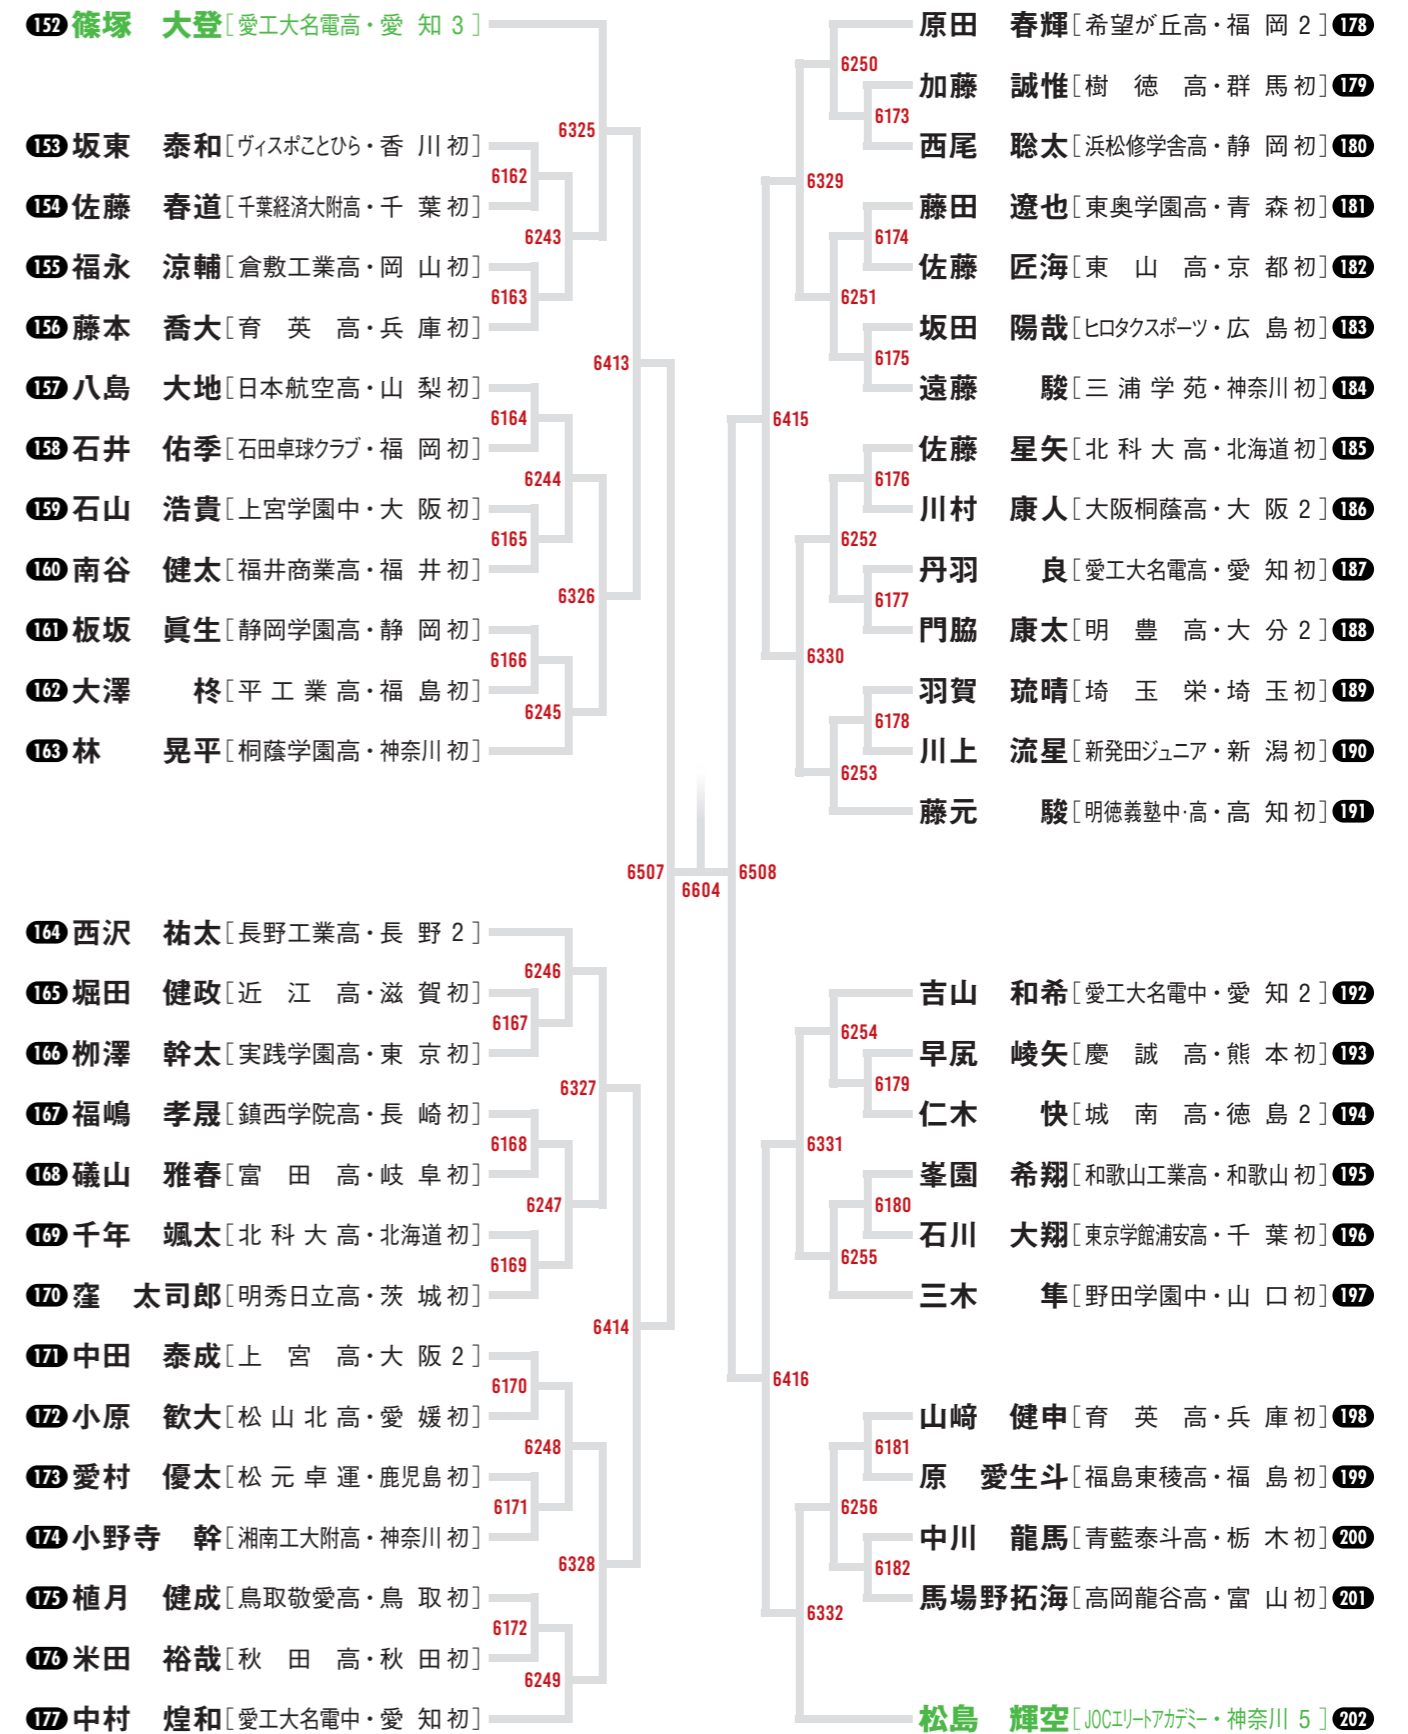 152 篠塚 大登[愛工大名電高・愛知3]
153 坂東 泰和[ヴィスポことひら・香川初]
154 佐藤 春道[千葉経済大附高・千葉初]
155 福永 涼輔[倉敷工業高・岡山初]
156 藤本 喬大[育英高・兵庫初]
157 八島 大地[日本航空高・山梨初]
158 石井 佑季[石田卓球クラブ・福岡初]
159 石山 浩貴[上宮学園中・大阪初]
160 南谷 健太[福井商業高・福井初]
161 板坂 眞生[静岡学園高・静岡初]
162 大澤 柊[平工業高・福島初]
163 林 晃平[桐蔭学園高・神奈川初]
164 西沢 祐太[長野工業高・長野2]
165 堀田 健政[近江高・滋賀初]
166 栁澤 幹太[実践学園高・東京初]
167 福嶋 孝晟[鎮西学院高・長崎初]
168 礒山 雅春[富田高・岐阜初]
169 千年 颯太[北科大高・北海道初]
170 窪 太司郎[明秀日立高・茨城初]
171 中田 泰成[上宮高・大阪2]
172 小原 歓大[松山北高・愛媛初]
173 愛村 優太[松元卓運・鹿児島初]
174 小野寺 幹[湘南工大附高・神奈川初]
175 植月 健成[鳥取敬愛高・鳥取初]
176 米田 裕哉[秋田高・秋田初]
177 中村 煌和[愛工大名電中・愛知初]
6162
6163
6164
6165
6166
6167
6168
6169
6170
6171
6172
6243
6244
6245
6246
6247
6248
6249
6325
6326
6327
6328
6413
6414
6507
6604
6508
6415
6416
6329
6330
6331
6332
6250
6251
6252
6253
6254
6255
6256
6173
6174
6175
6176
6177
6178
6179
6180
6181
6182
原田 春輝[希望が丘高・福岡2]178
加藤 誠惟[樹徳高・群馬初]179
西尾 聡太[浜松修学舎高・静岡初]180
藤田 遼也[東奥学園高・青森初]181
佐藤 匠海[東山高・京都初]182
坂田 陽哉[ヒロタクスポーツ・広島初]183
遠藤 駿[三浦学苑・神奈川初]184
佐藤 星矢[北科大高・北海道初]185
川村 康人[大阪桐蔭高・大阪2]186
丹羽 良[愛工大名電高・愛知初]187
門脇 康太[明豊高・大分2]188
羽賀 琉晴[埼玉栄・埼玉初]189
川上 流星[新発田ジュニア・新潟初]190
藤元 駿[明徳義塾中・高・高知初]191
吉山 和希[愛工大名電中・愛知2]192
早尻 崚矢[慶誠高・熊本初]193
仁木 快[城南高・徳島2]194
峯園 希翔[和歌山工業高・和歌山初]195
石川 大翔[東京学館浦安高・千葉初]196
三木 隼[野田学園中・山口初]197
山﨑 健申[育英高・兵庫初]198
原 愛生斗[福島東稜高・福島初]199
中川 龍馬[青藍泰斗高・栃木初]200
馬場野拓海[高岡龍谷高・富山初]201
松島 輝空[JOCエリートアカデミー・神奈川5]202